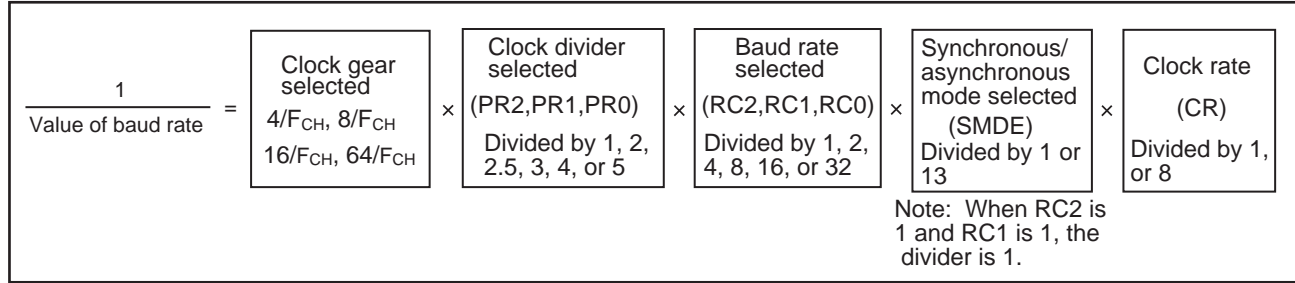 1
Value of baud rate
=
Clock gear
selected
4/FCH, 8/FCH
16/FCH, 64/FCH
×
Clock divider
selected
(PR2,PR1,PR0)
Divided by 1, 2,
2.5, 3, 4, or 5
×
Baud rate
selected
(RC2,RC1,RC0)
Divided by 1, 2,
4, 8, 16, or 32
×
Synchronous/
asynchronous
mode selected
(SMDE)
Divided by 1 or
13
×
Clock rate
(CR)
Divided by 1,
or 8
Note: When RC2 is
1 and RC1 is 1, the
divider is 1.